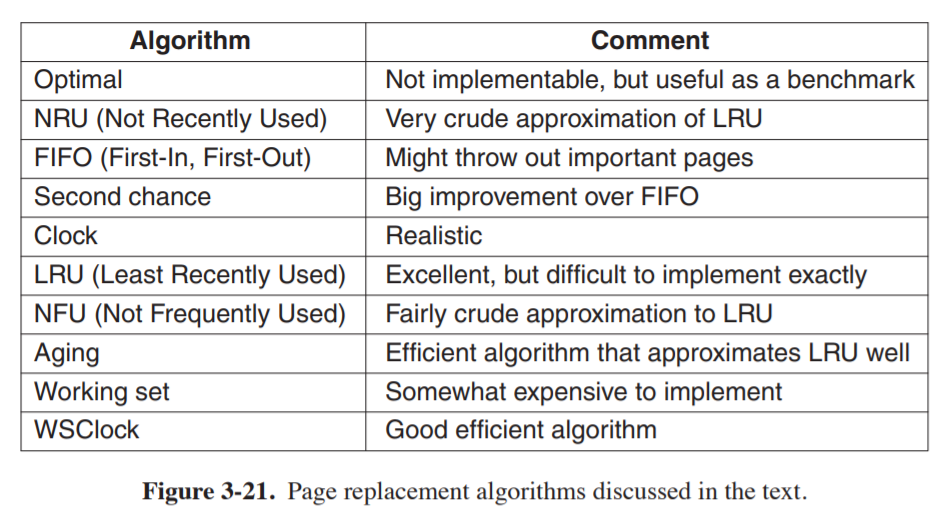 Algorithm Comment
Optimal Not implementable, but useful as a benchmark
NRU (Not Recently Used) Very crude approximation of LRU
FIFO (First-In, First-Out) Might throw out important pages
Second chance Big improvement over FIFO
Clock Realistic
LRU (Least Recently Used) Excellent, but difficult to implement exactly
NFU (Not Frequently Used) Fairly crude approximation to LRU
Aging Efficient algorithm that approximates LRU well
Working set Somewhat expensive to implement
WSClock Good efficient algorithm
Figure 3-21. Page replacement algorithms discussed in the text.